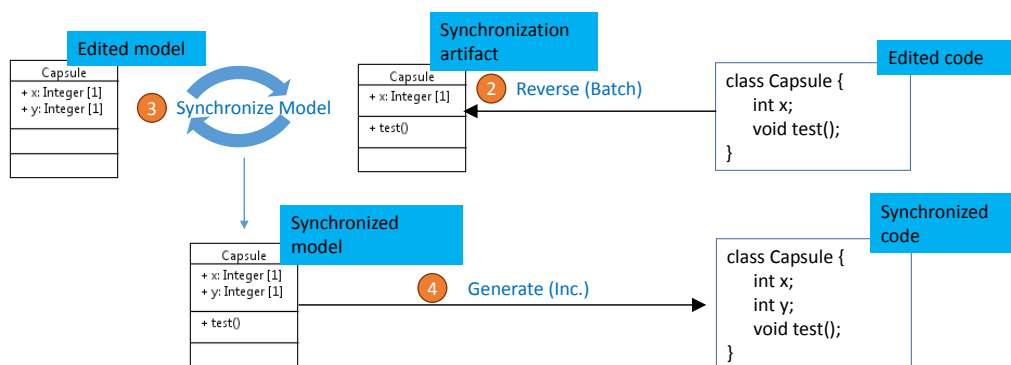 Edited model
Capsule
+ x: Integer [1]
+ y: Integer [1]
3 Synchronize Model
Synchronization
artifact
Capsule
+ x: Integer [1]
+ test()
2 Reverse (Batch)
Edited code
class Capsule {
int x;
void test();
}
Synchronized
model
Capsule
+ x: Integer [1]
+ y: Integer [1]
+ test()
4 Generate (Inc.)
Synchronized
code
class Capsule {
int x;
int y;
void test();
}